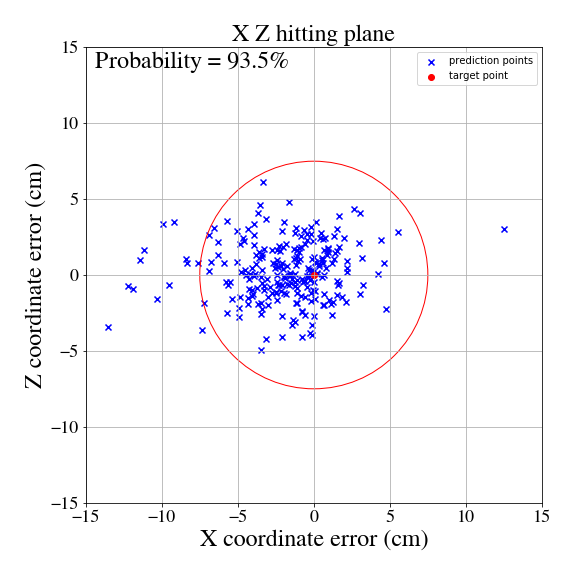 X Z hitting plane
Probability = 93.5%
prediction points
target point
15
10
5
0
−5
−10
−15
Z coordinate error (cm)
−15
−10
−5
0
5
10
15
X coordinate error (cm)